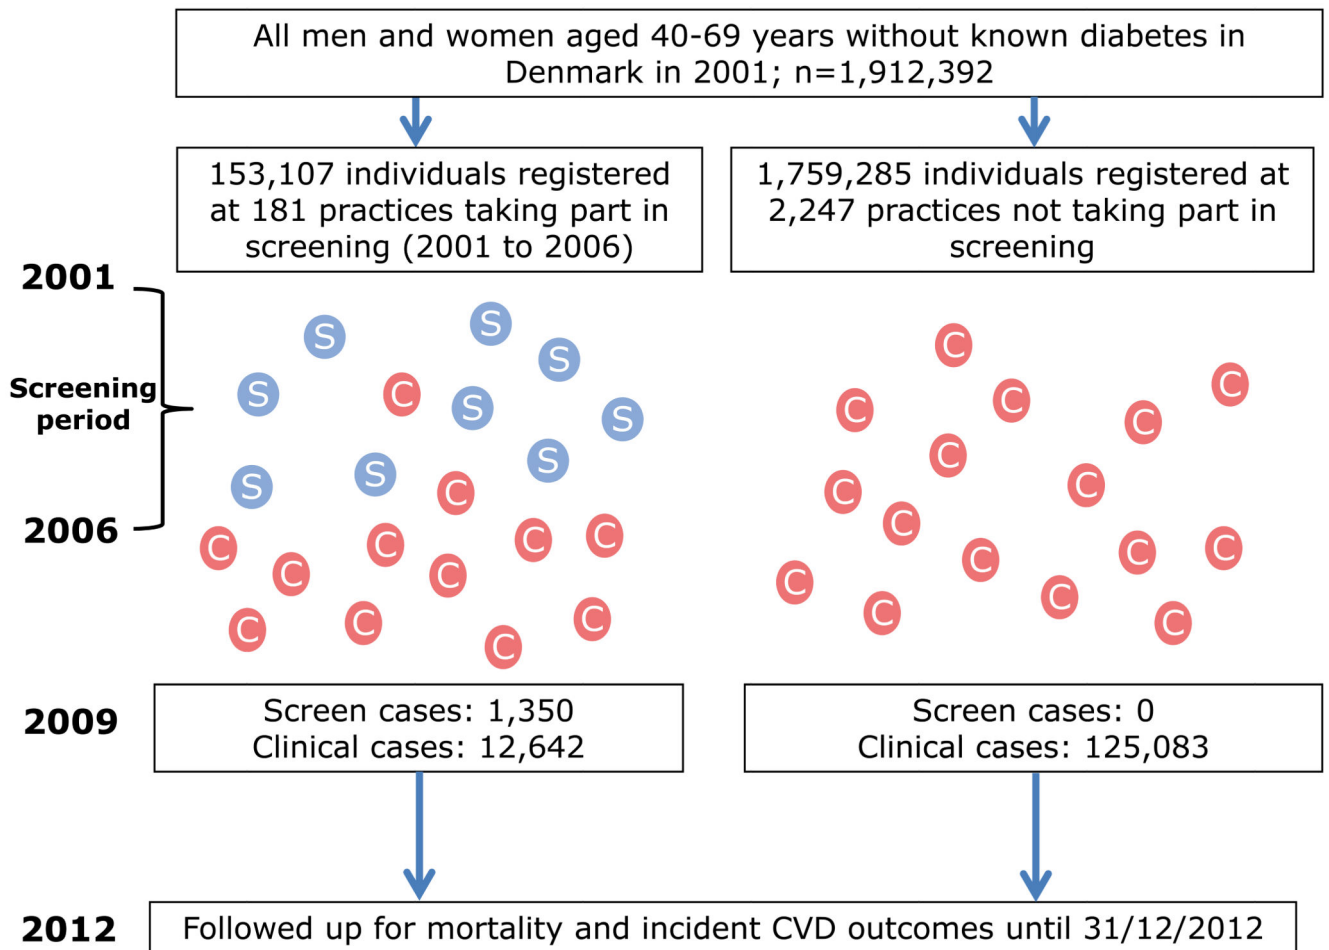 All men and women aged 40-69 years without known diabetes in
Denmark in 2001; n=1,912,392
153,107 individuals registered
at 181 practices taking part in
screening (2001 to 2006)
1,759,285 individuals registered at
2,247 practices not taking part in
screening
2001
Screening
period
2006
S S S
S C S S
S S S
C
C C C C
C C
C C C
C
C
C C C C
C C
C C
C C C
C C
C C
2009
Screen cases: 1,350
Clinical cases: 12,642
Screen cases: 0
Clinical cases: 125,083
2012
Followed up for mortality and incident CVD outcomes until 31/12/2012